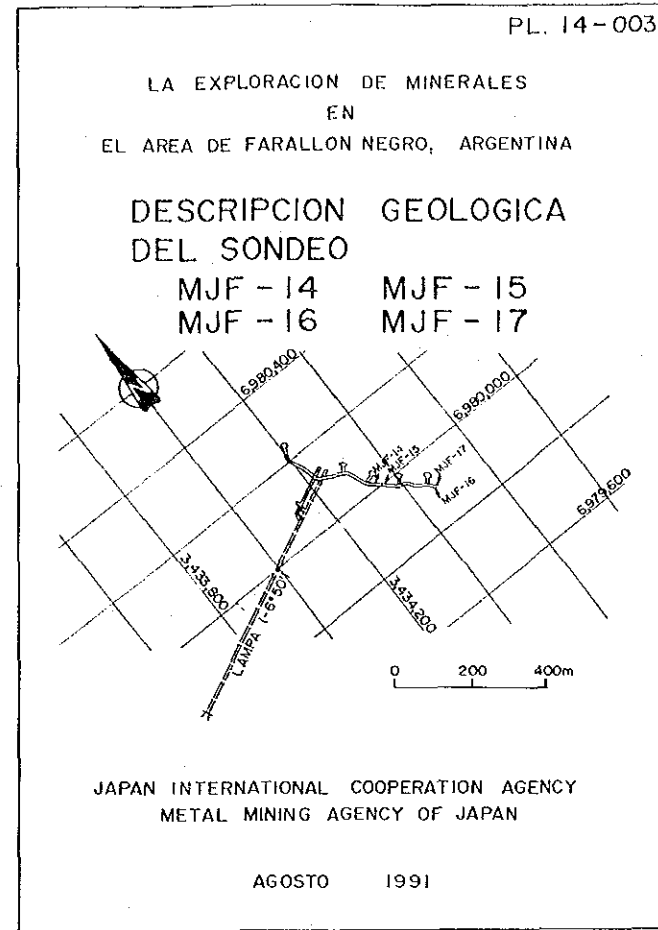 PL. 14-003
LA EXPLORACION DE MINERALES
EN
EL AREA DE FARALLON NEGRO, ARGENTINA
DESCRIPCION GEOLOGICA
DEL SONDEO
MJF-14 MJF-15
MJF-16 MJF-17
6,980,400
6,980,000
MJF-14
MJF-15
MJF-17
MJF-16
6,979,600
3,433,800
3,434,200
LAMPA (-6°50')
0 200 400m
JAPAN INTERNATIONAL COOPERATION AGENCY
METAL MINING AGENCY OF JAPAN
AGOSTO 1991